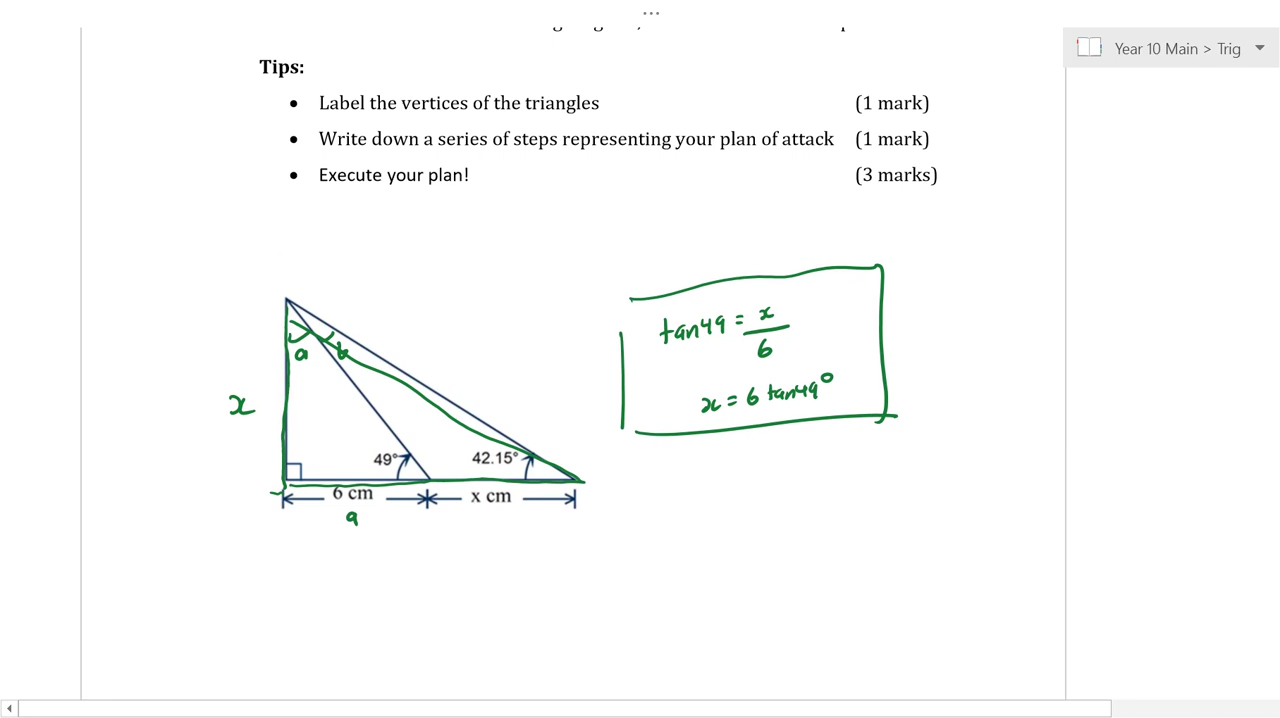 Year 10 Main > Trig
Tips:
• Label the vertices of the triangles (1 mark)
• Write down a series of steps representing your plan of attack (1 mark)
• Execute your plan! (3 marks)
a
b
x
49°
42.15°
6 cm
x cm
a
tan49 = x
6
x = 6 tan49°